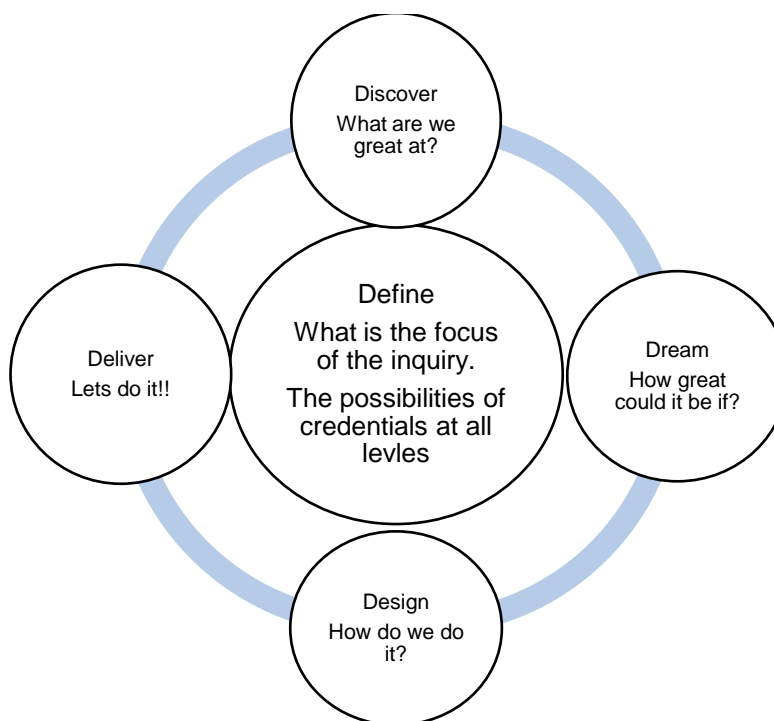 Discover
What are we
great at?
Define
What is the focus
of the inquiry.
The possibilities of
credentials at all
levles
Deliver
Lets do it!!
Dream
How great
could it be if?
Design
How do we do
it?